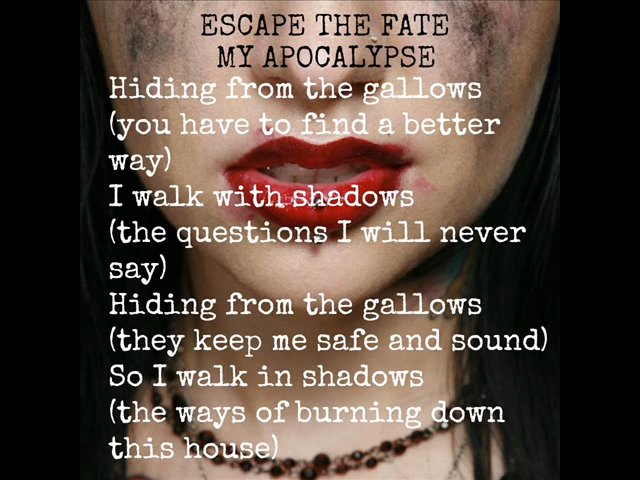 ESCAPE THE FATE
MY APOCALYPSE
Hiding from the gallows
(you have to find a better
way)
I walk with shadows
(the questions I will never
say)
Hiding from the gallows
(they keep me safe and sound)
So I walk in shadows
(the ways of burning down
this house)